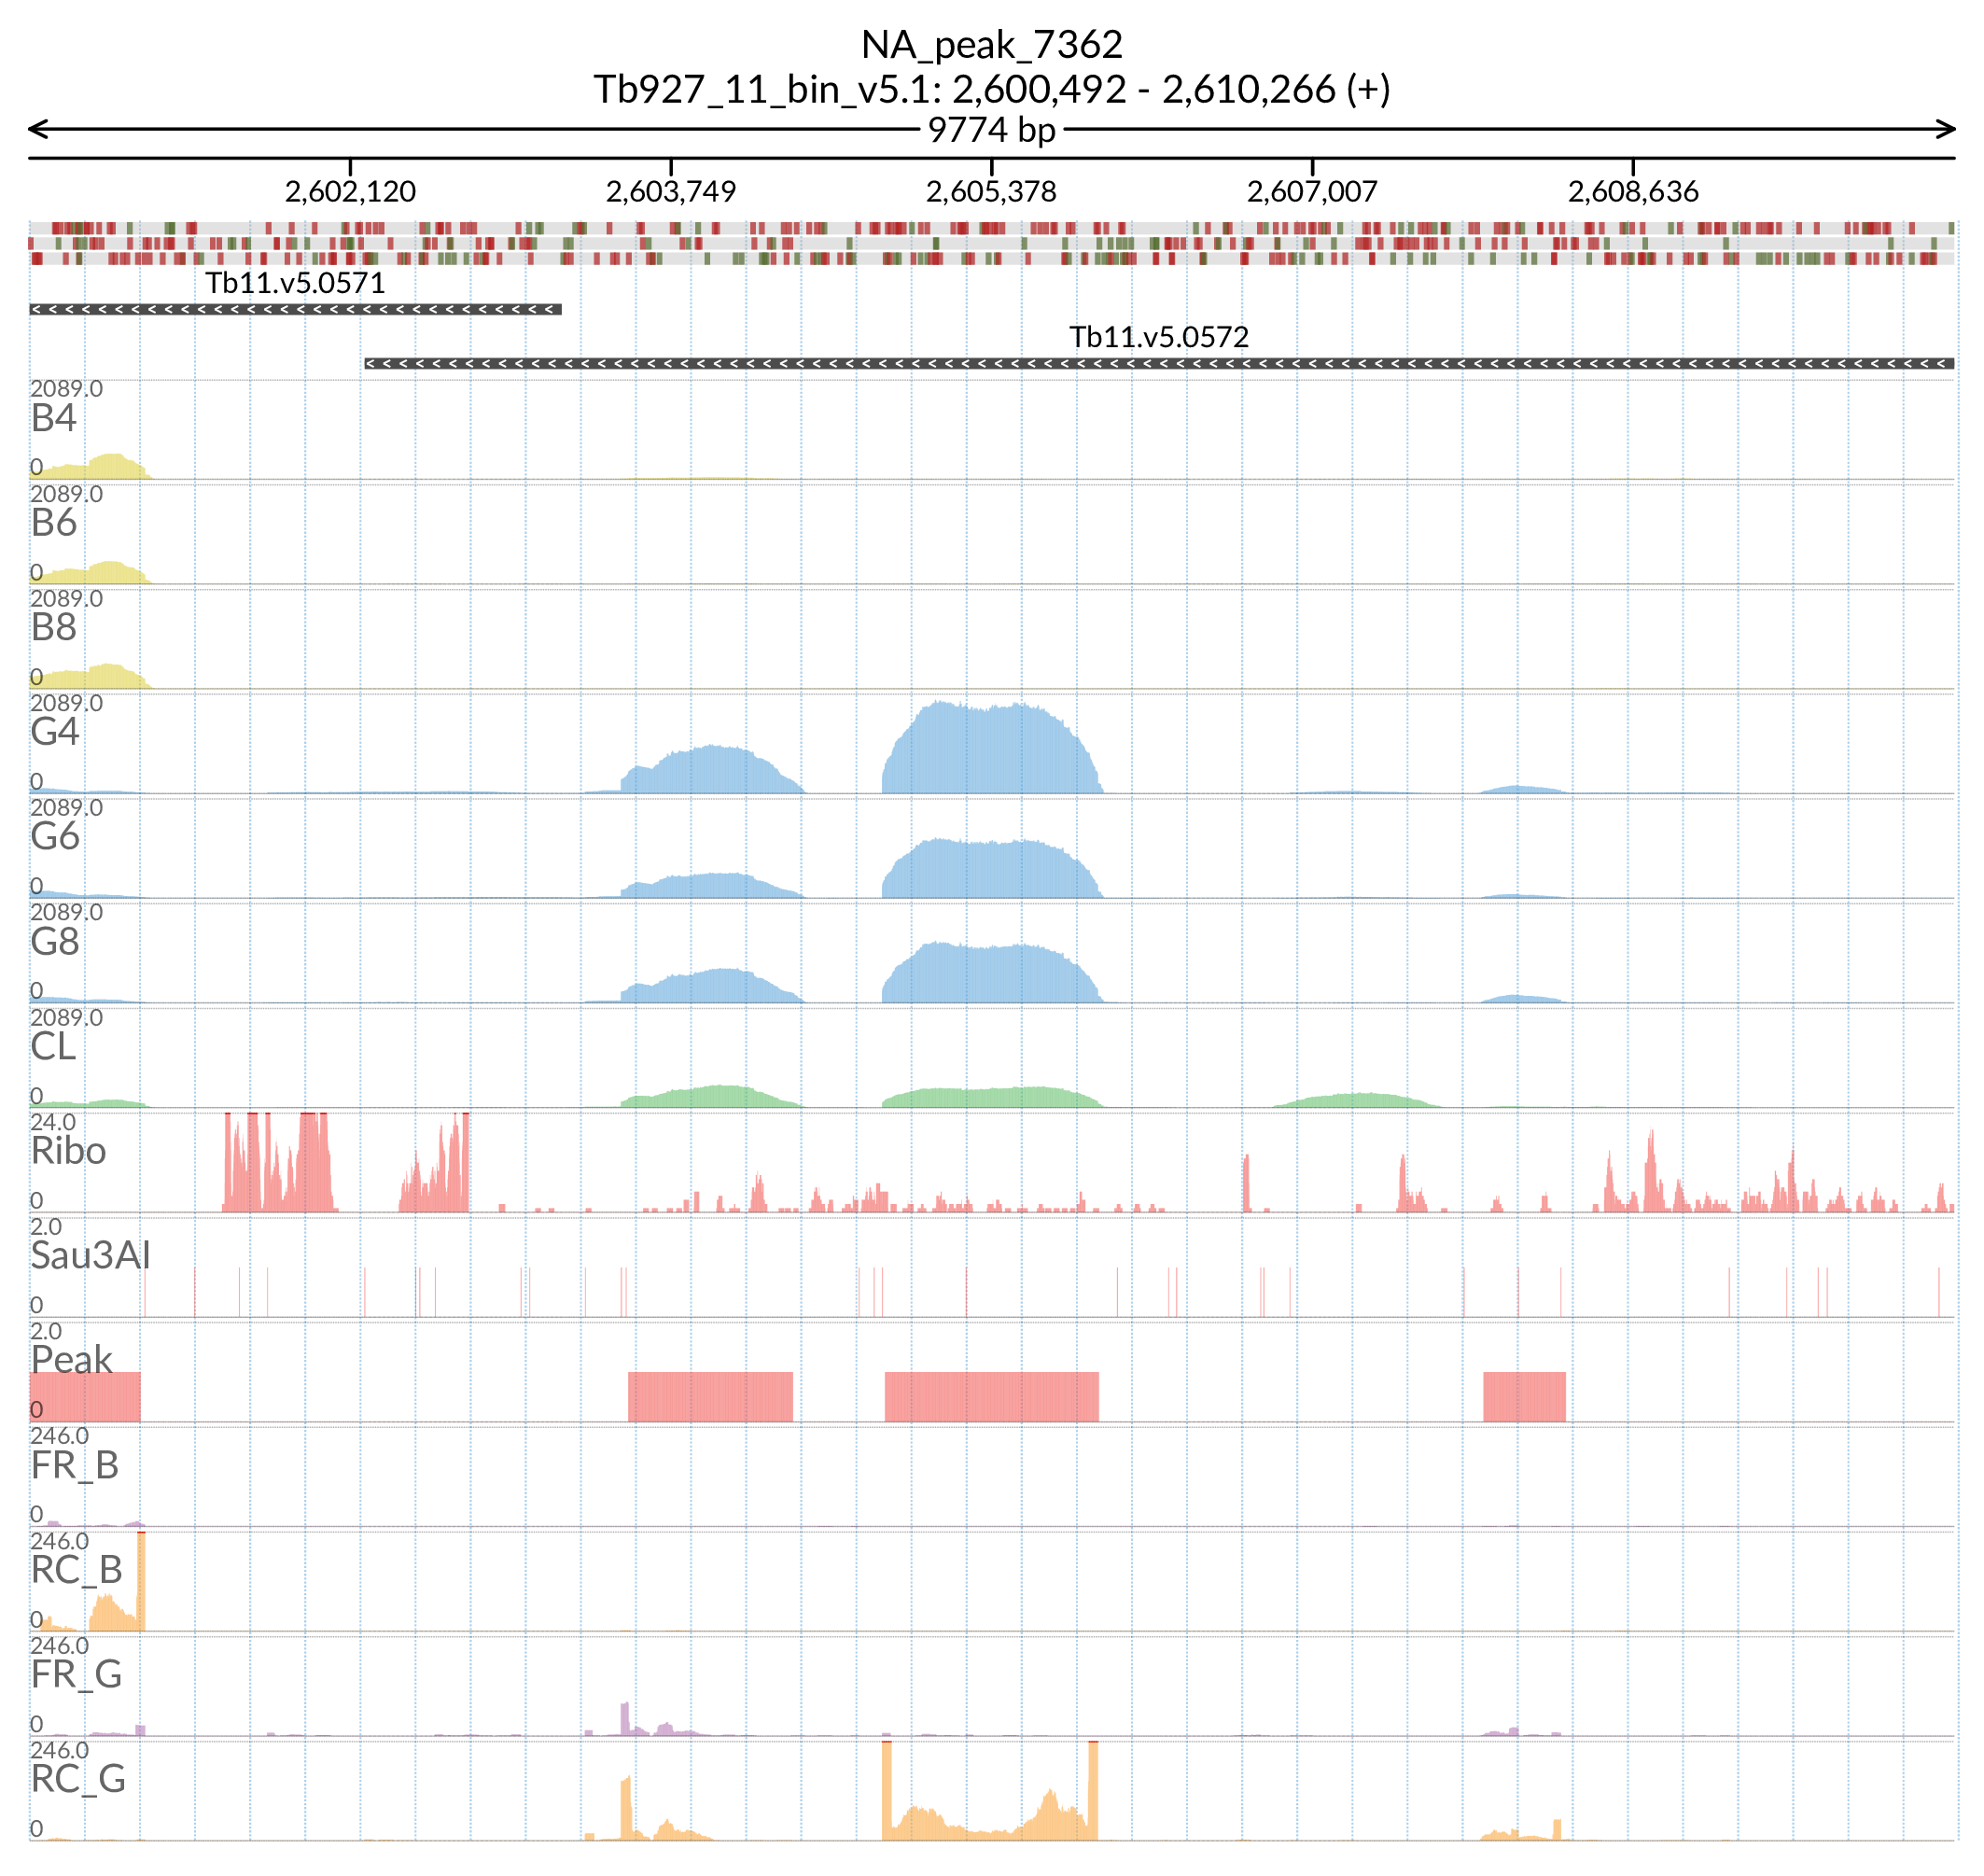 NA_peak_7362
Tb927_11_bin_v5.1: 2,600,492 - 2,610,266 (+)
9774 bp
2,602,120 2,603,749 2,605,378 2,607,007 2,608,636
Tb11.v5.0571
Tb11.v5.0572
2089.0
B4
0
2089.0
B6
0
2089.0
B8
0
2089.0
G4
0
2089.0
G6
0
2089.0
G8
0
2089.0
CL
0
24.0
Ribo
0
2.0
Sau3AI
0
2.0
Peak
0
246.0
FR_B
0
246.0
RC_B
0
246.0
FR_G
0
246.0
RC_G
0